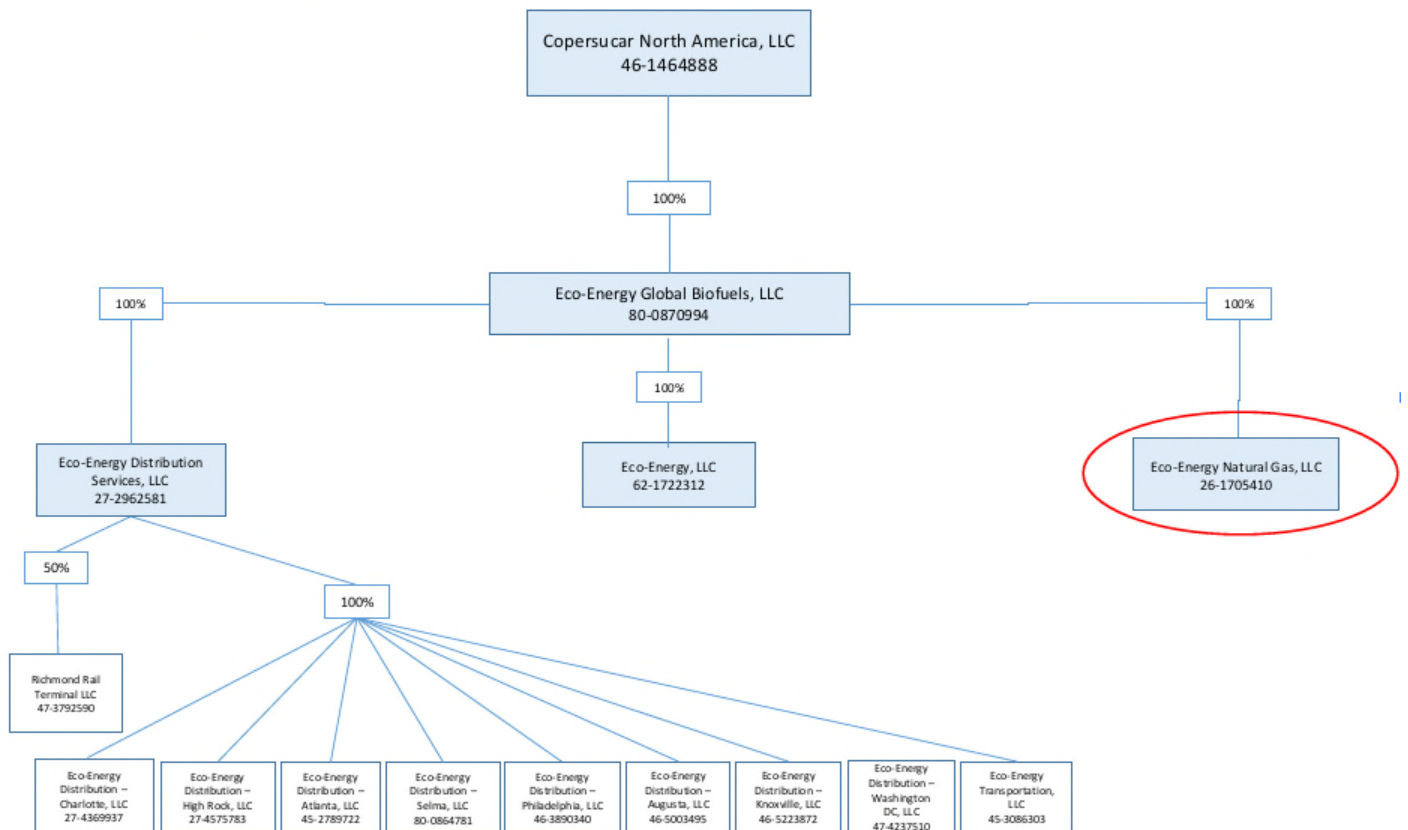 Copersucar North America, LLC
46-1464888
100%
Eco-Energy Global Biofuels, LLC
80-0870994
100%
100%
100%
Eco-Energy Distribution
Services, LLC
27-2962581
Eco-Energy, LLC
62-1722312
Eco-Energy Natural Gas, LLC
26-1705410
50%
100%
Richmond Rail
Terminal LLC
47-3792590
Eco-Energy
Distribution –
Charlotte, LLC
27-4369937
Eco-Energy
Distribution –
High Rock, LLC
27-4575783
Eco-Energy
Distribution –
Atlanta, LLC
45-2789722
Eco-Energy
Distribution –
Selma, LLC
80-0864781
Eco-Energy
Distribution –
Philadelphia, LLC
46-3890340
Eco-Energy
Distribution –
Augusta, LLC
46-5003495
Eco-Energy
Distribution –
Knoxville, LLC
46-5223872
Eco-Energy
Distribution –
Washington
DC, LLC
47-4237510
Eco-Energy
Transportation,
LLC
45-3086303